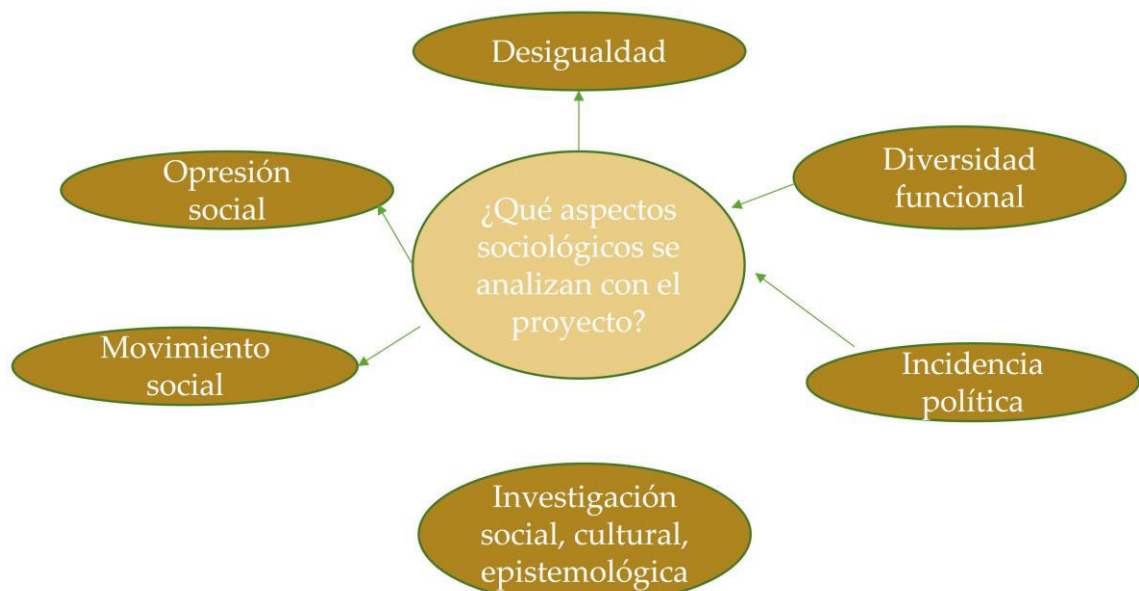 Desigualdad
Opresión
social
Diversidad
funcional
¿Qué aspectos
sociológicos se
analizan con el
proyecto?
Movimiento
social
Incidencia
política
Investigación
social, cultural,
epistemológica